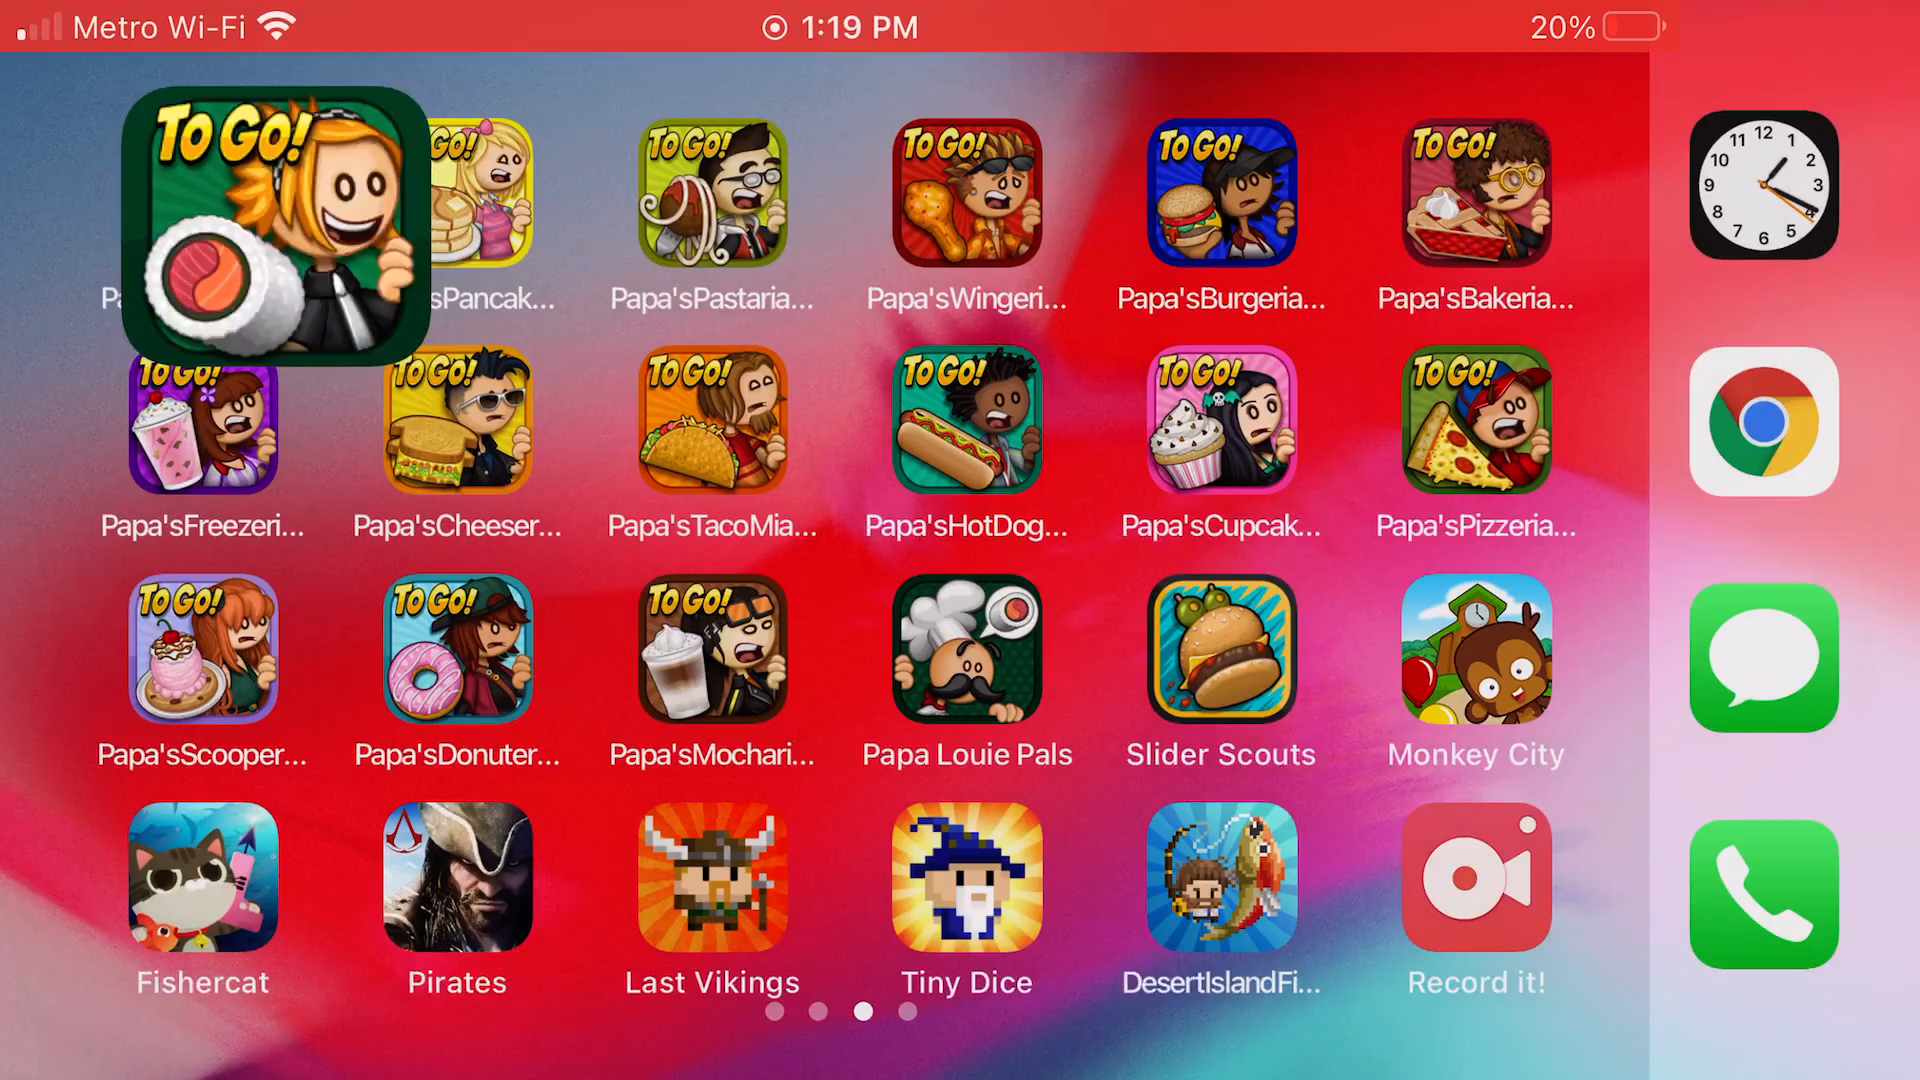 Metro Wi-Fi 1:19 PM 20%
TO GO! GO! TO GO! TO GO! TO GO! TO GO!
12 1 2 3 4 5 6 7 8 9 10 11
Pa sPancak... Papa'sPastaria... Papa'sWingeri... Papa'sBurgeria... Papa'sBakeria...
TO GO! TO GO! TO GO! TO GO! TO GO! TO GO!
Papa'sFreezeri... Papa'sCheeser... Papa'sTacoMia... Papa'sHotDog... Papa'sCupcak... Papa'sPizzeria...
TO GO! TO GO! TO GO!
Papa'sScooper... Papa'sDonuter... Papa'sMochari... Papa Louie Pals Slider Scouts Monkey City
Fishercat Pirates Last Vikings Tiny Dice DesertIslandFi... Record it!